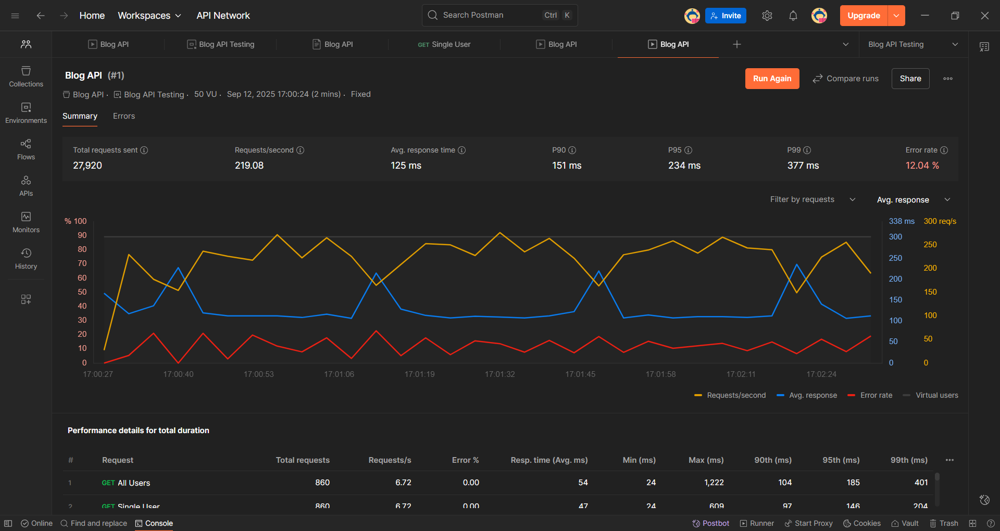 Home Workspaces API Network Search Postman Ctrl K Invite Upgrade
Blog API Blog API Testing Blog API GET Single User Blog API Blog API Blog API Testing
Collections
Environments
Flows
APIs
Monitors
History
Blog API (#1)
Run Again Compare runs Share
Blog API · Blog API Testing · 50 VU · Sep 12, 2025 17:00:24 (2 mins) · Fixed
Summary Errors
Total requests sent Requests/second Avg. response time P90 P95 P99 Error rate
27,920 219.08 125 ms 151 ms 234 ms 377 ms 12.04 %
Filter by requests Avg. response
% 100 338 ms 300 req/s
90 300
80 250 250
70 200
60 200
50 150 150
40 100
30 100
20 50 50
10
0 0 0
17:00:27 17:00:40 17:00:53 17:01:06 17:01:19 17:01:32 17:01:45 17:01:58 17:02:11 17:02:24
Requests/second Avg. response Error rate Virtual users
Performance details for total duration
# Request Total requests Requests/s Error % Resp. time (Avg. ms) Min (ms) Max (ms) 90th (ms) 95th (ms) 99th (ms)
1 GET All Users 860 6.72 0.00 54 24 1,222 104 185 401
2 GET Single User 860 6.72 0.00 47 24 609 97 146 204
Online Find and replace Console Postbot Runner Start Proxy Cookies Vault Trash